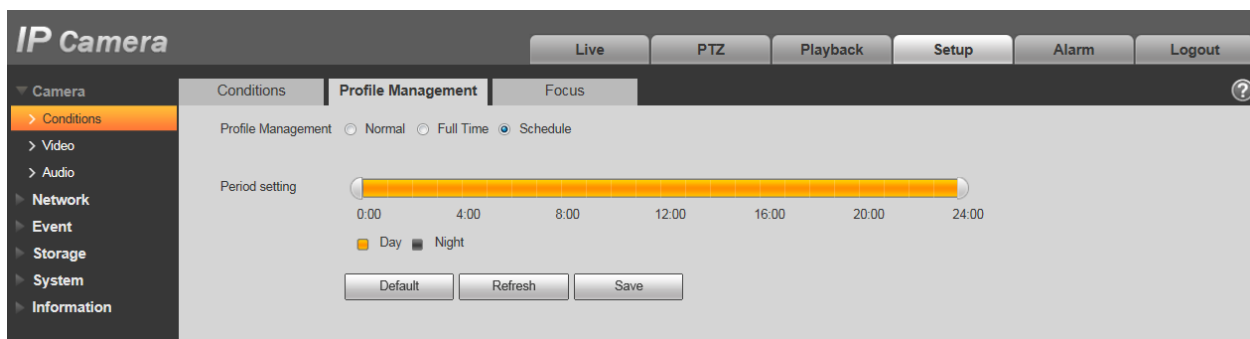 IP Camera
Live PTZ Playback Setup Alarm Logout
Camera
Conditions
Video
Audio
Network
Event
Storage
System
Information
Conditions Profile Management Focus
?
Profile Management Normal Full Time Schedule
Period setting
0:00 4:00 8:00 12:00 16:00 20:00 24:00
Day Night
Default Refresh Save